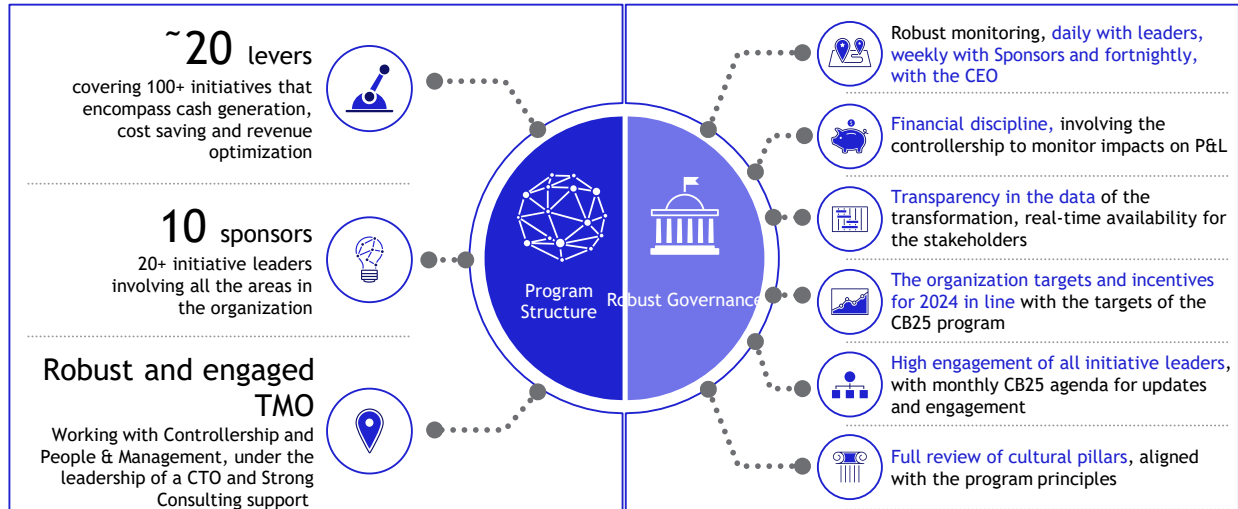 ~20 levers
covering 100+ initiatives that
encompass cash generation,
cost saving and revenue
optimization
10 sponsors
20+ initiative leaders
involving all the areas in
the organization
Robust and engaged
TMO
Working with Controllership and
People & Management, under the
leadership of a CTO and Strong
Consulting support
Program
Structure
Robust Governance
Robust monitoring, daily with leaders,
weekly with Sponsors and fortnightly,
with the CEO
Financial discipline, involving the
controllership to monitor impacts on P&L
Transparency in the data of the
transformation, real-time availability for
the stakeholders
The organization targets and incentives
for 2024 in line with the targets of the
CB25 program
High engagement of all initiative leaders,
with monthly CB25 agenda for updates
and engagement
Full review of cultural pillars, aligned
with the program principles